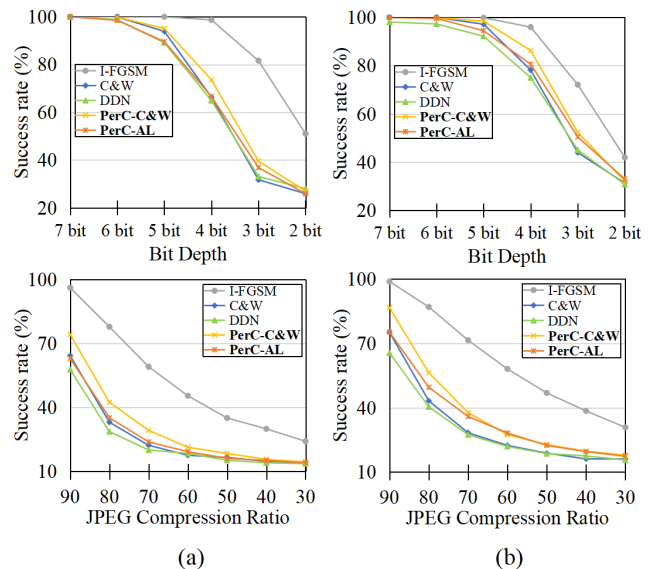 100
80
60
40
20
Success rate (%)
I-FGSM
C&W
DDN
PerC-C&W
PerC-AL
7 bit 6 bit 5 bit 4 bit 3 bit 2 bit
Bit Depth
100
80
60
40
20
Success rate (%)
I-FGSM
C&W
DDN
PerC-C&W
PerC-AL
7 bit 6 bit 5 bit 4 bit 3 bit 2 bit
Bit Depth
100
70
40
10
Success rate (%)
I-FGSM
C&W
DDN
PerC-C&W
PerC-AL
90 80 70 60 50 40 30
JPEG Compression Ratio
100
70
40
10
Success rate (%)
I-FGSM
C&W
DDN
PerC-C&W
PerC-AL
90 80 70 60 50 40 30
JPEG Compression Ratio
(a)
(b)